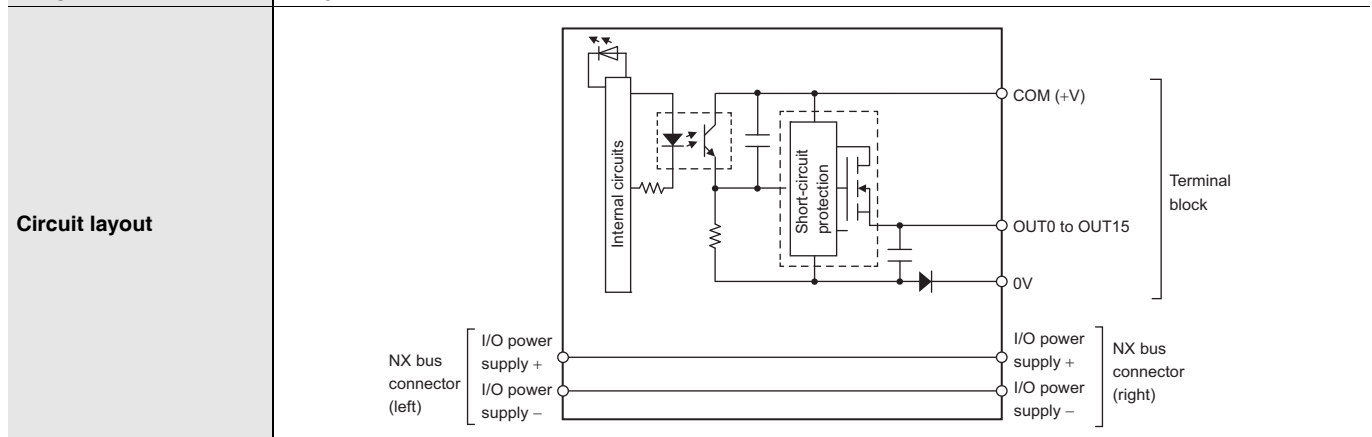 Circuit layout
Internal circuits
Short-circuit
protection
COM (+V)
OUT0 to OUT15
0V
Terminal
block
NX bus
connector
(left)
I/O power
supply +
I/O power
supply −
I/O power
supply +
I/O power
supply −
NX bus
connector
(right)